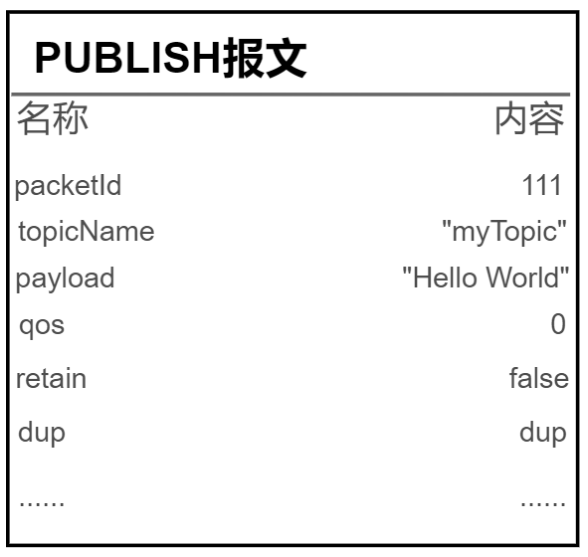 PUBLISH报文
名称 内容
packetId 111
topicName "myTopic"
payload "Hello World"
qos 0
retain false
dup dup
...... ......